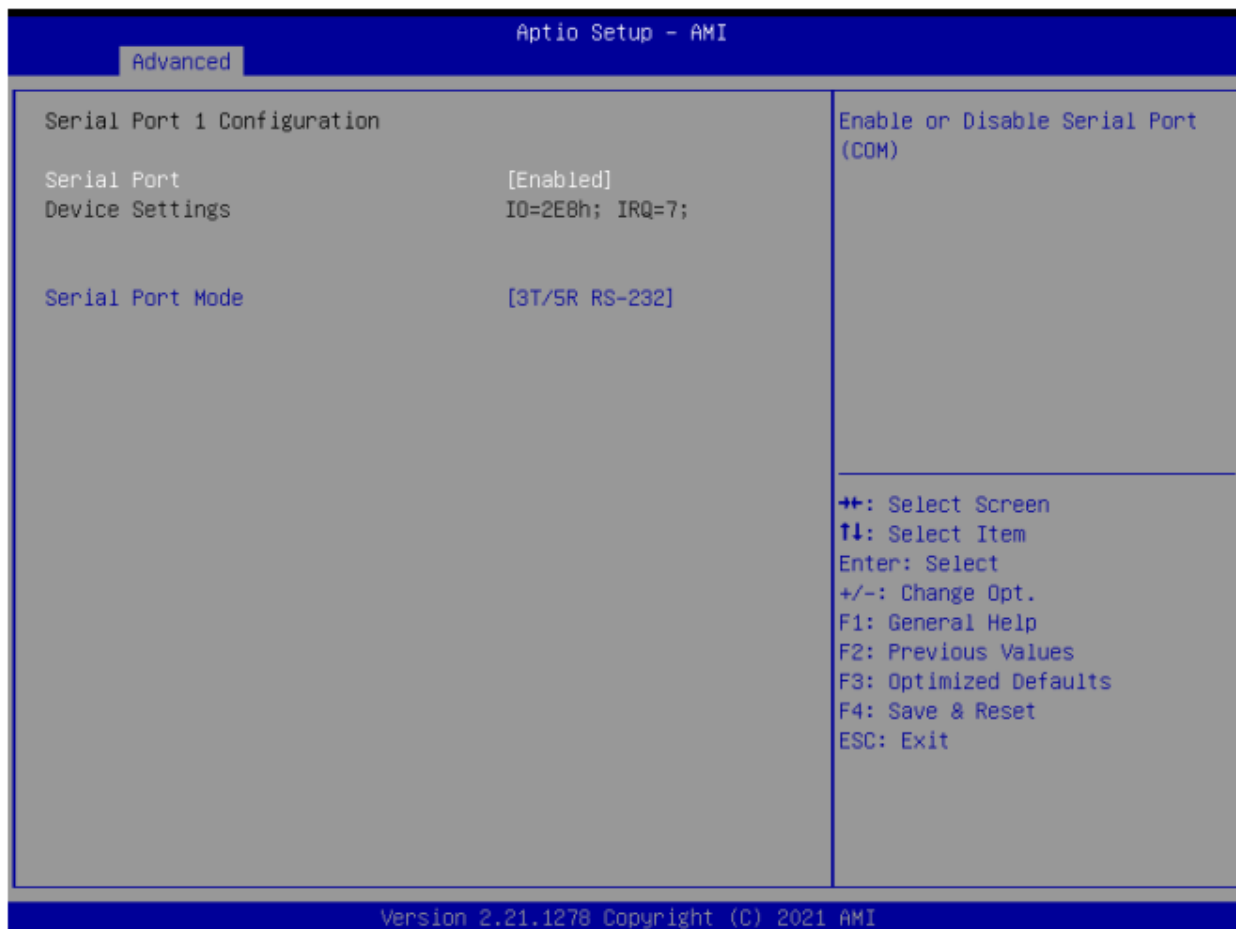 Aptio Setup - AMI
Advanced
Serial Port 1 Configuration
Serial Port [Enabled]
Device Settings IO=2E8h; IRQ=7;
Serial Port Mode [3T/5R RS-232]
Enable or Disable Serial Port
(COM)
→←: Select Screen
↑↓: Select Item
Enter: Select
+/-: Change Opt.
F1: General Help
F2: Previous Values
F3: Optimized Defaults
F4: Save & Reset
ESC: Exit
Version 2.21.1278 Copyright (C) 2021 AMI